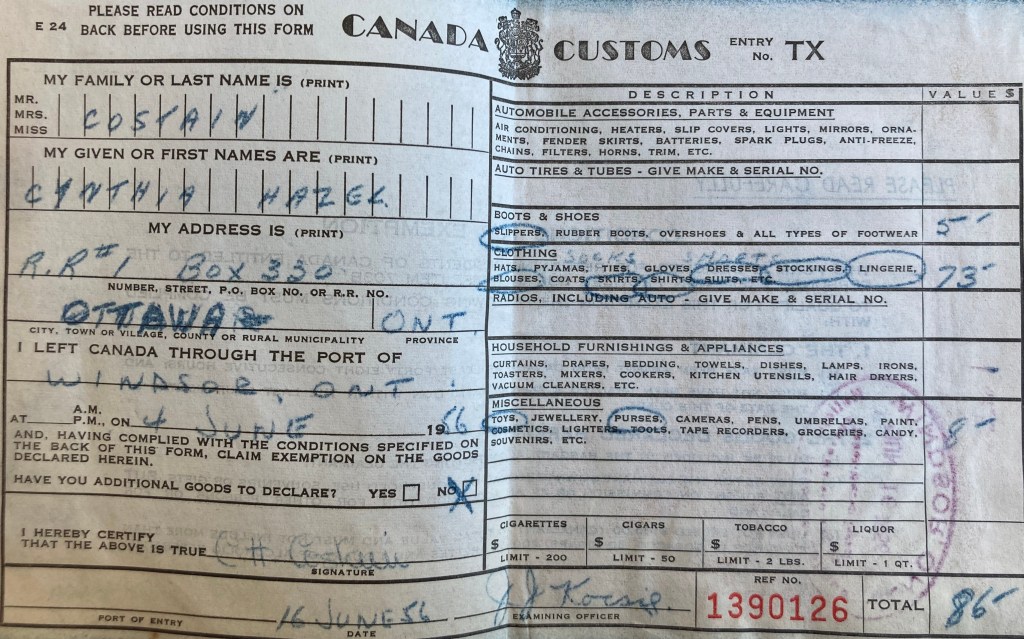 PLEASE READ CONDITIONS ON
E 24 BACK BEFORE USING THIS FORM
CANADA CUSTOMS
ENTRY No. TX
MY FAMILY OR LAST NAME IS (PRINT)
MR.
MRS.
MISS
COSTAIN
MY GIVEN OR FIRST NAMES ARE (PRINT)
CYNTHIA HAZEL
MY ADDRESS IS (PRINT)
R.R#1 Box 330
NUMBER, STREET, P.O. BOX NO. OR R.R. NO.
OTTAWA ONT.
CITY, TOWN OR VILLAGE, COUNTY OR RURAL MUNICIPALITY PROVINCE
I LEFT CANADA THROUGH THE PORT OF
WINDSOR, ONT.
AT A.M. P.M., ON 4 JUNE 1956
AND, HAVING COMPLIED WITH THE CONDITIONS SPECIFIED ON
THE BACK OF THIS FORM, CLAIM EXEMPTION ON THE GOODS
DECLARED HEREIN.
HAVE YOU ADDITIONAL GOODS TO DECLARE? YES NO X
I HEREBY CERTIFY
THAT THE ABOVE IS TRUE C H Costain
SIGNATURE
16 JUNE 56
PORT OF ENTRY DATE
DESCRIPTION VALUE $
AUTOMOBILE ACCESSORIES, PARTS & EQUIPMENT
AIR CONDITIONING, HEATERS, SLIP COVERS, LIGHTS, MIRRORS, ORNA-
MENTS, FENDER SKIRTS, BATTERIES, SPARK PLUGS, ANTI-FREEZE,
CHAINS, FILTERS, HORNS, TRIM, ETC.
AUTO TIRES & TUBES - GIVE MAKE & SERIAL NO.
BOOTS & SHOES
SLIPPERS, RUBBER BOOTS, OVERSHOES & ALL TYPES OF FOOTWEAR 5-
CLOTHING SOCKS SHORTS
HATS, PYJAMAS, TIES, GLOVES, DRESSES, STOCKINGS, LINGERIE,
BLOUSES, COATS, SKIRTS, SHIRTS, SUITS, ETC. 73-
RADIOS, INCLUDING AUTO - GIVE MAKE & SERIAL NO.
HOUSEHOLD FURNISHINGS & APPLIANCES
CURTAINS, DRAPES, BEDDING, TOWELS, DISHES, LAMPS, IRONS,
TOASTERS, MIXERS, COOKERS, KITCHEN UTENSILS, HAIR DRYERS, -
VACUUM CLEANERS, ETC.
MISCELLANEOUS
TOYS, JEWELLERY, PURSES, CAMERAS, PENS, UMBRELLAS, PAINT,
COSMETICS, LIGHTERS, TOOLS, TAPE RECORDERS, GROCERIES, CANDY, 8-
SOUVENIRS, ETC.
CIGARETTES CIGARS TOBACCO LIQUOR
$ $ $ $
LIMIT - 200 LIMIT - 50 LIMIT - 2 LBS. LIMIT - 1 QT.
EXAMINING OFFICER
REF NO.
1390126
TOTAL 86-